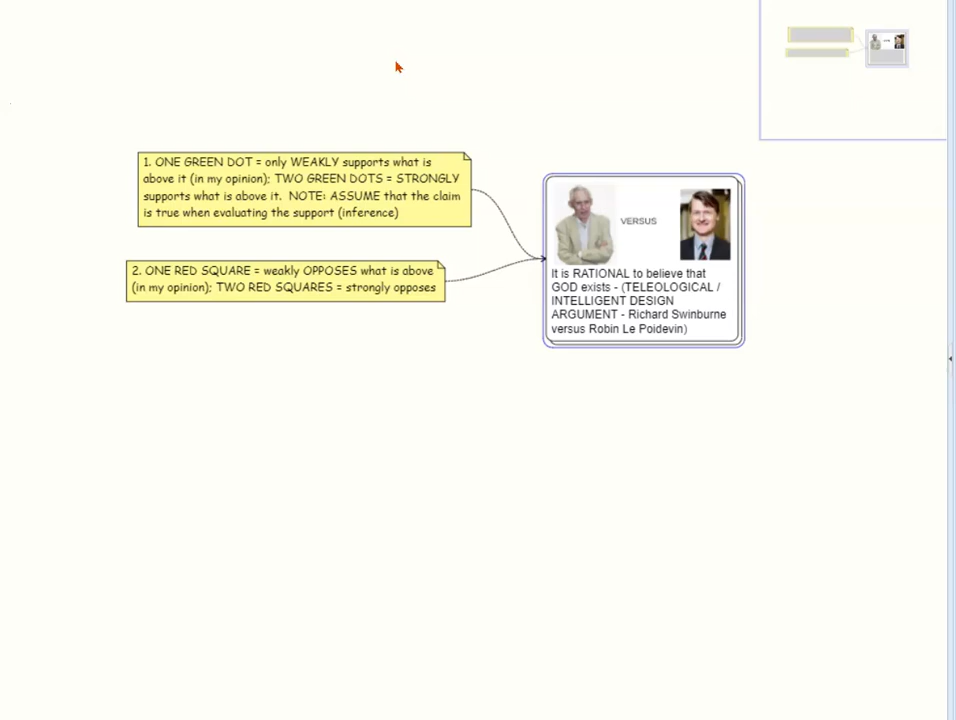 1. ONE GREEN DOT = only WEAKLY supports what is
above it (in my opinion); TWO GREEN DOTS = STRONGLY
supports what is above it. NOTE: ASSUME that the claim
is true when evaluating the support (inference)
2. ONE RED SQUARE = weakly OPPOSES what is above
(in my opinion); TWO RED SQUARES = strongly opposes
VERSUS
It is RATIONAL to believe that
GOD exists - (TELEOLOGICAL /
INTELLIGENT DESIGN
ARGUMENT - Richard Swinburne
versus Robin Le Poidevin)